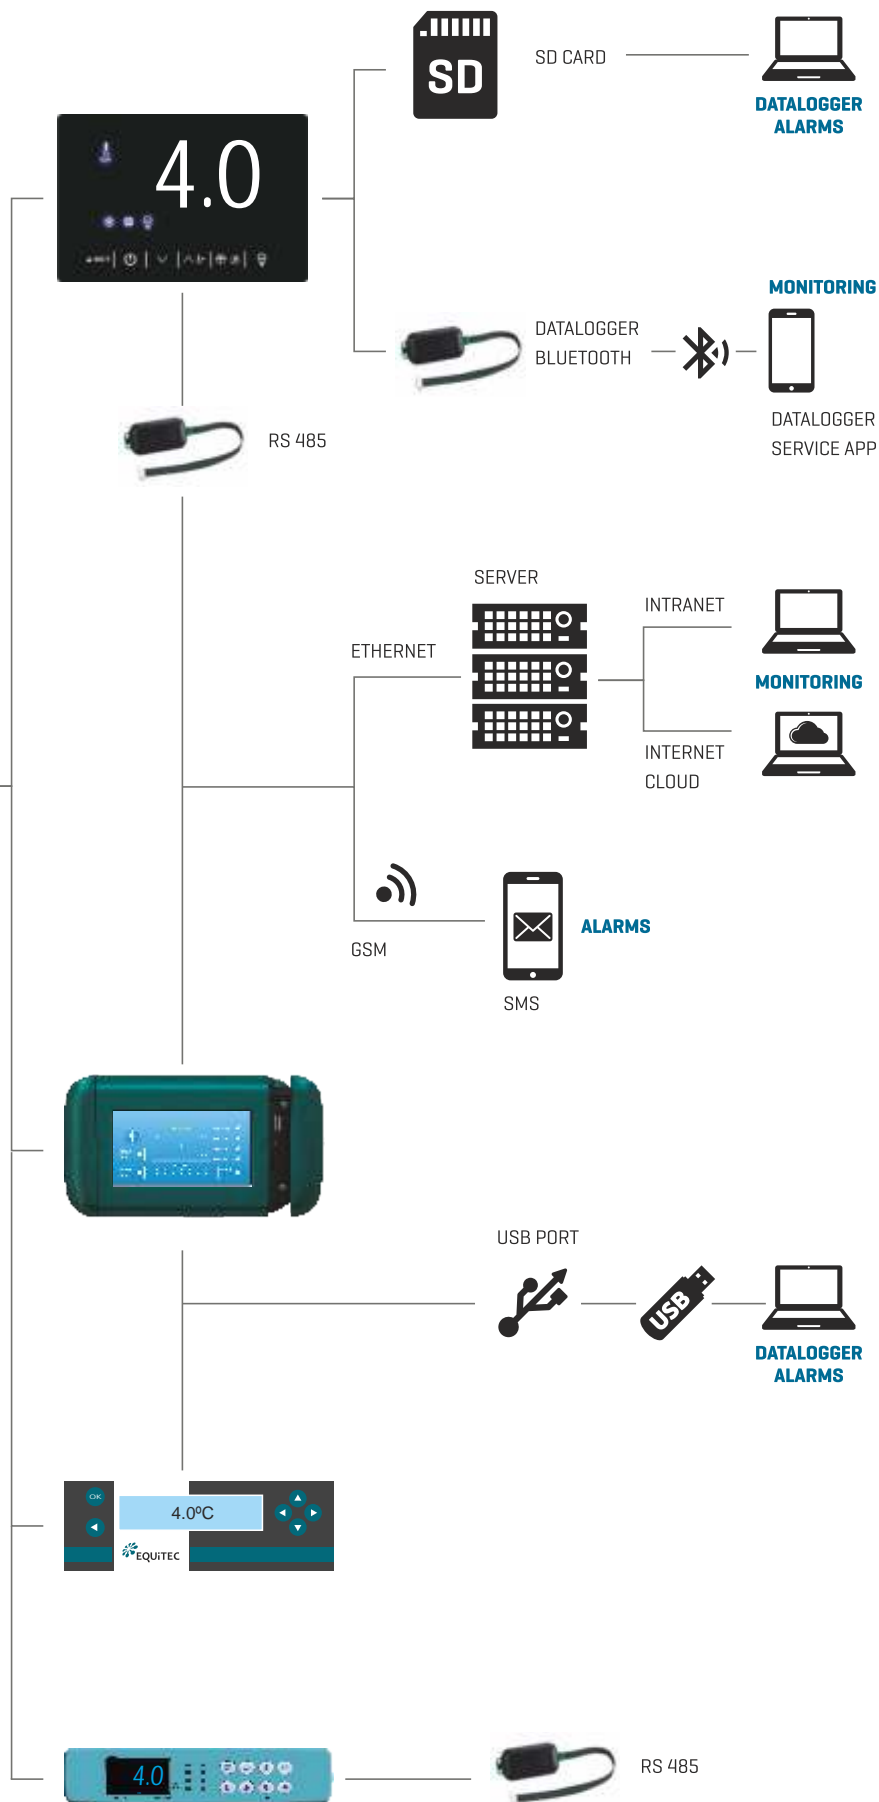 SD
SD CARD
DATALOGGER
ALARMS
4.0
MONITORING
DATALOGGER
BLUETOOTH
DATALOGGER
SERVICE APP
RS 485
SERVER
INTRANET
ETHERNET
MONITORING
INTERNET
CLOUD
GSM
ALARMS
SMS
USB PORT
USB
DATALOGGER
ALARMS
OK
4.0ºC
EQUiTEC
4.0
RS 485